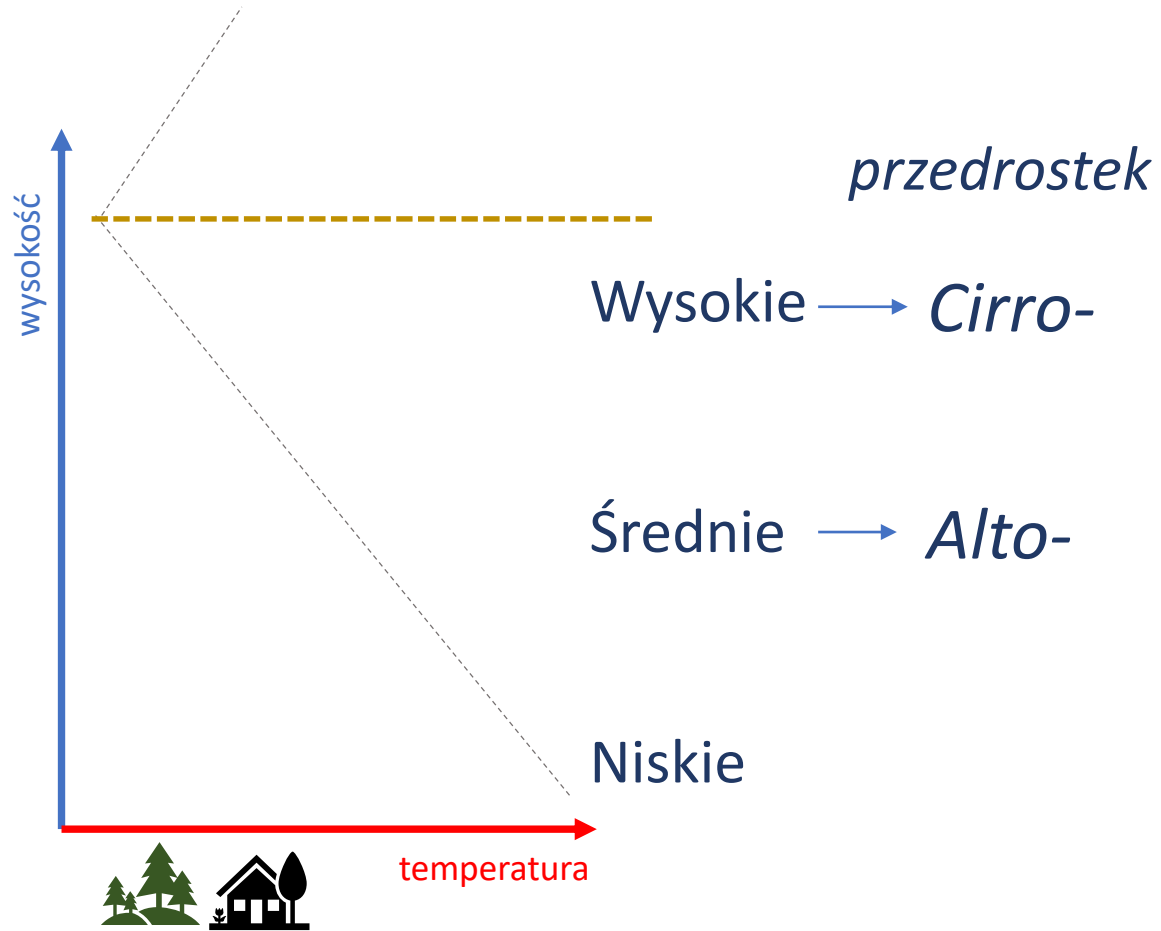 przedrostek
wysokość
Wysokie Cirro-
Średnie Alto-
Niskie
temperatura